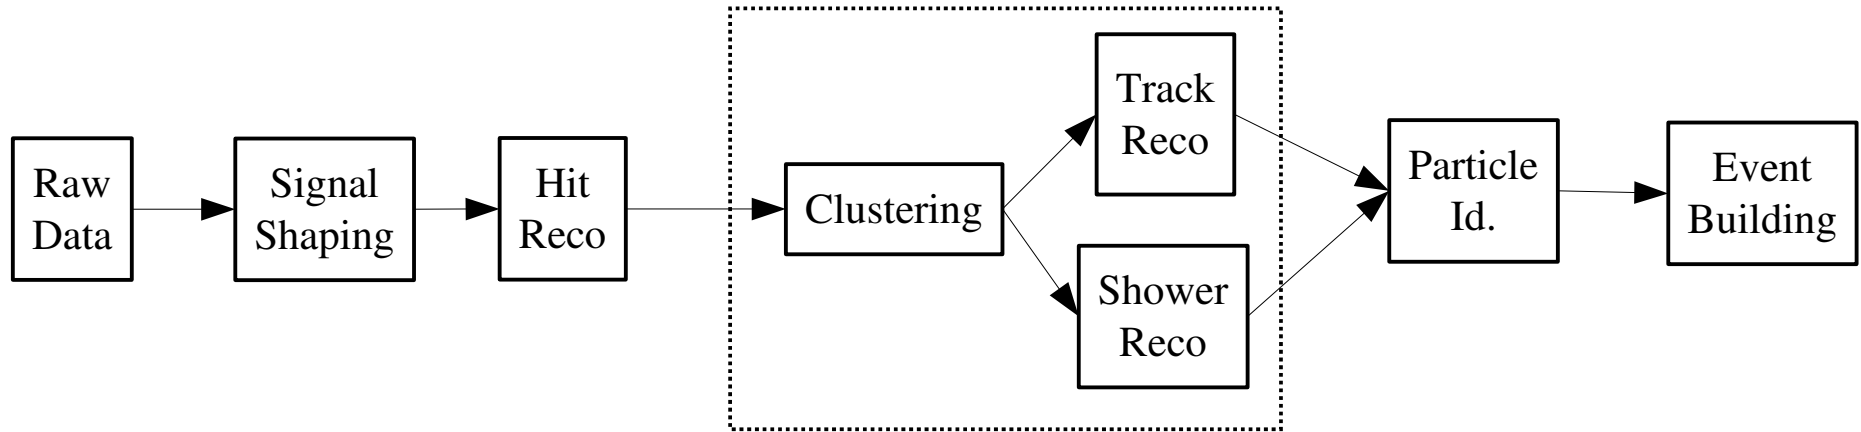 Raw
Data
Signal
Shaping
Hit
Reco
Clustering
Track
Reco
Shower
Reco
Particle
Id.
Event
Building